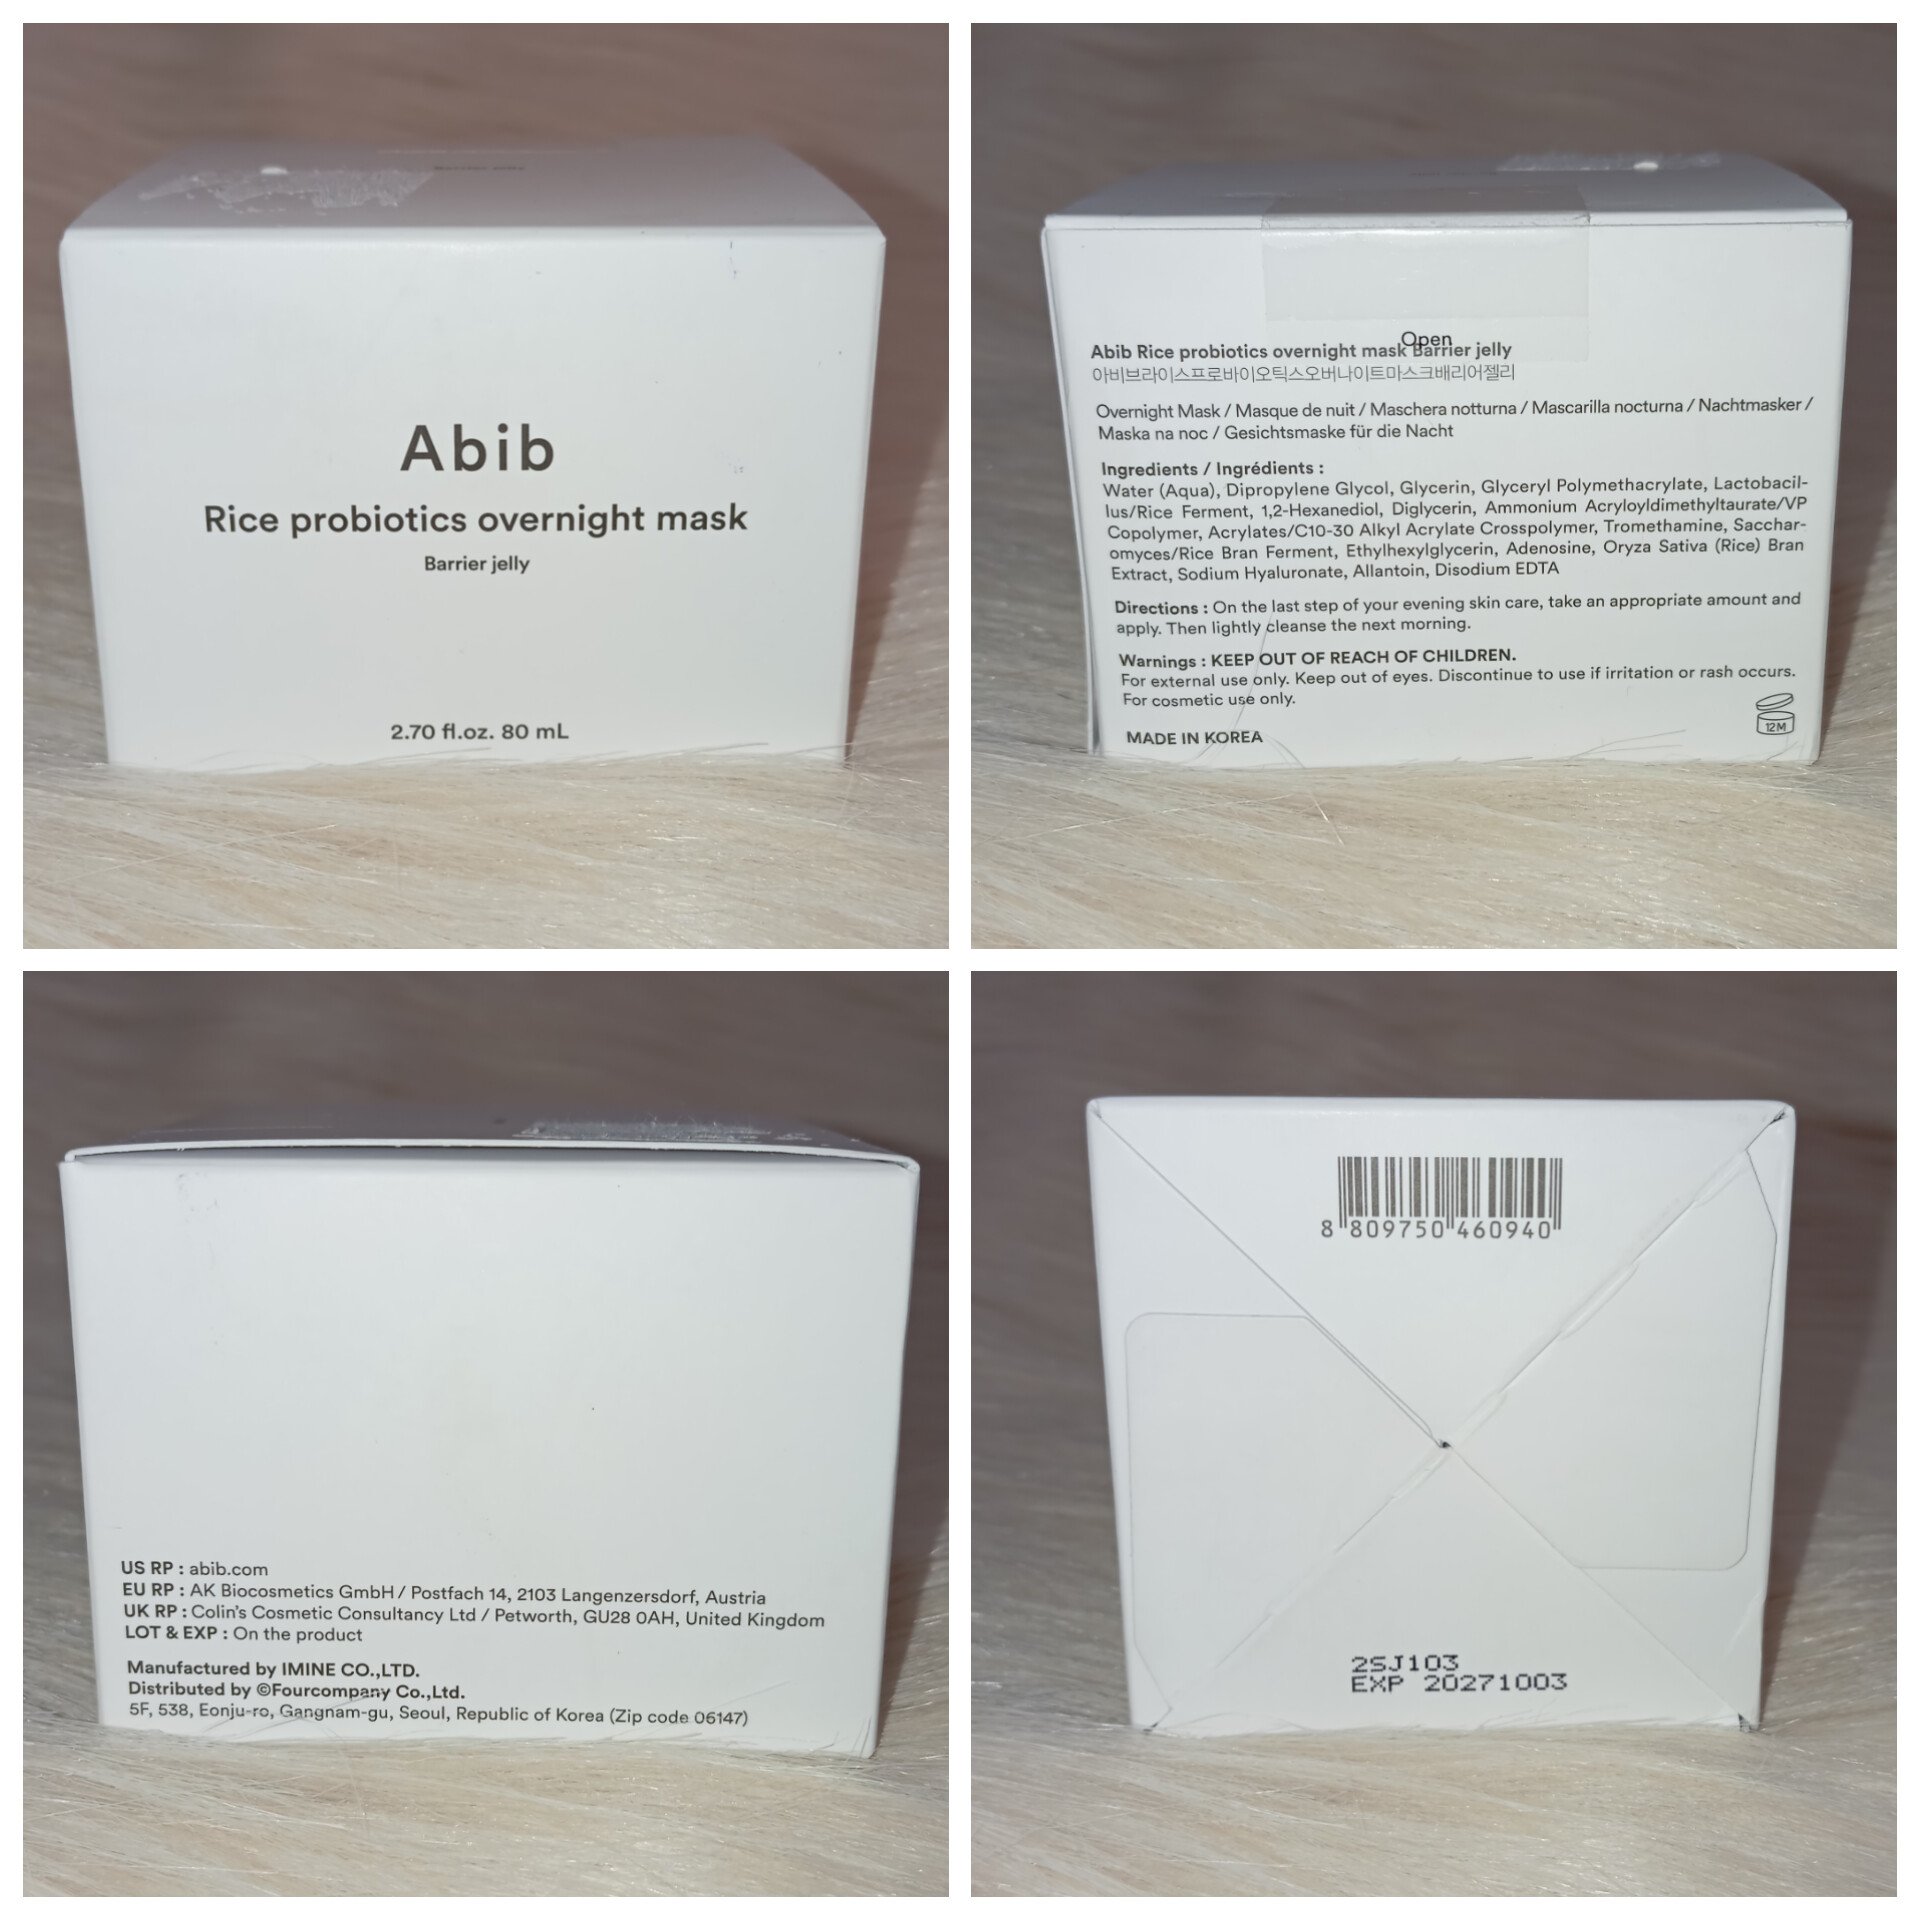 Barrier jelly
Abib
Rice probiotics overnight mask
Barrier jelly
2.70 fl.oz. 80 mL
Open
Abib Rice probiotics overnight mask Barrier jelly
아비브라이스프로바이오틱스오버나이트마스크배리어젤리
Overnight Mask / Masque de nuit / Maschera notturna / Mascarilla nocturna / Nachtmasker /
Maska na noc / Gesichtsmaske für die Nacht
Ingredients / Ingrédients :
Water (Aqua), Dipropylene Glycol, Glycerin, Glyceryl Polymethacrylate, Lactobacil-
lus/Rice Ferment, 1,2-Hexanediol, Diglycerin, Ammonium Acryloyldimethyltaurate/VP
Copolymer, Acrylates/C10-30 Alkyl Acrylate Crosspolymer, Tromethamine, Sacchar-
omyces/Rice Bran Ferment, Ethylhexylglycerin, Adenosine, Oryza Sativa (Rice) Bran
Extract, Sodium Hyaluronate, Allantoin, Disodium EDTA
Directions : On the last step of your evening skin care, take an appropriate amount and
apply. Then lightly cleanse the next morning.
Warnings : KEEP OUT OF REACH OF CHILDREN.
For external use only. Keep out of eyes. Discontinue to use if irritation or rash occurs.
For cosmetic use only.
12M
MADE IN KOREA
US RP : abib.com
EU RP : AK Biocosmetics GmbH / Postfach 14, 2103 Langenzersdorf, Austria
UK RP : Colin's Cosmetic Consultancy Ltd / Petworth, GU28 0AH, United Kingdom
LOT & EXP : On the product
Manufactured by IMINE CO.,LTD.
Distributed by ©Fourcompany Co.,Ltd.
5F, 538, Eonju-ro, Gangnam-gu, Seoul, Republic of Korea (Zip code 06147)
8 809750 460940
2SJ103
EXP 20271003